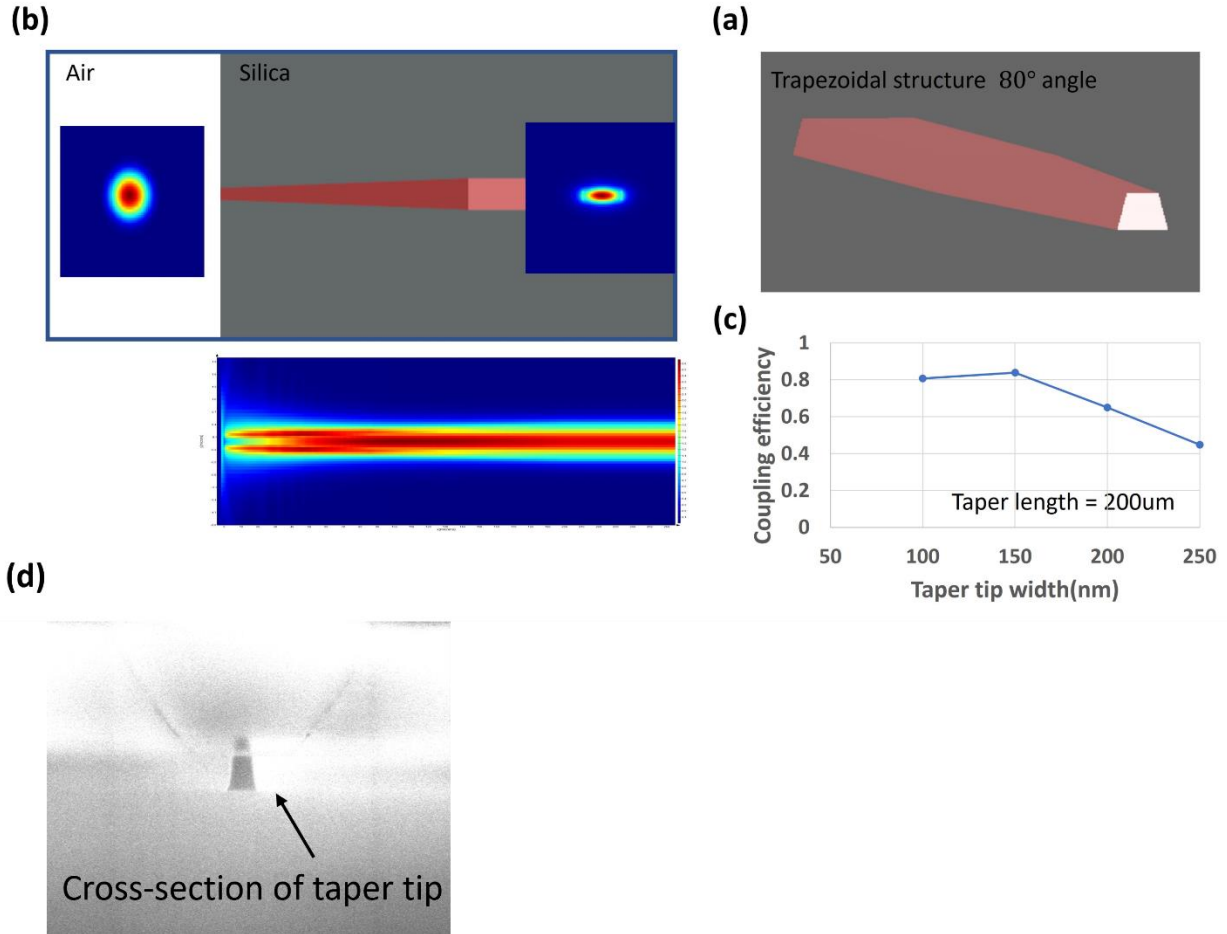 (b)
Air
Silica
(a)
Trapezoidal structure 80° angle
(c)
Coupling efficiency
1
0.8
0.6
0.4
0.2
0
Taper length = 200um
50 100 150 200 250
Taper tip width(nm)
(d)
Cross-section of taper tip